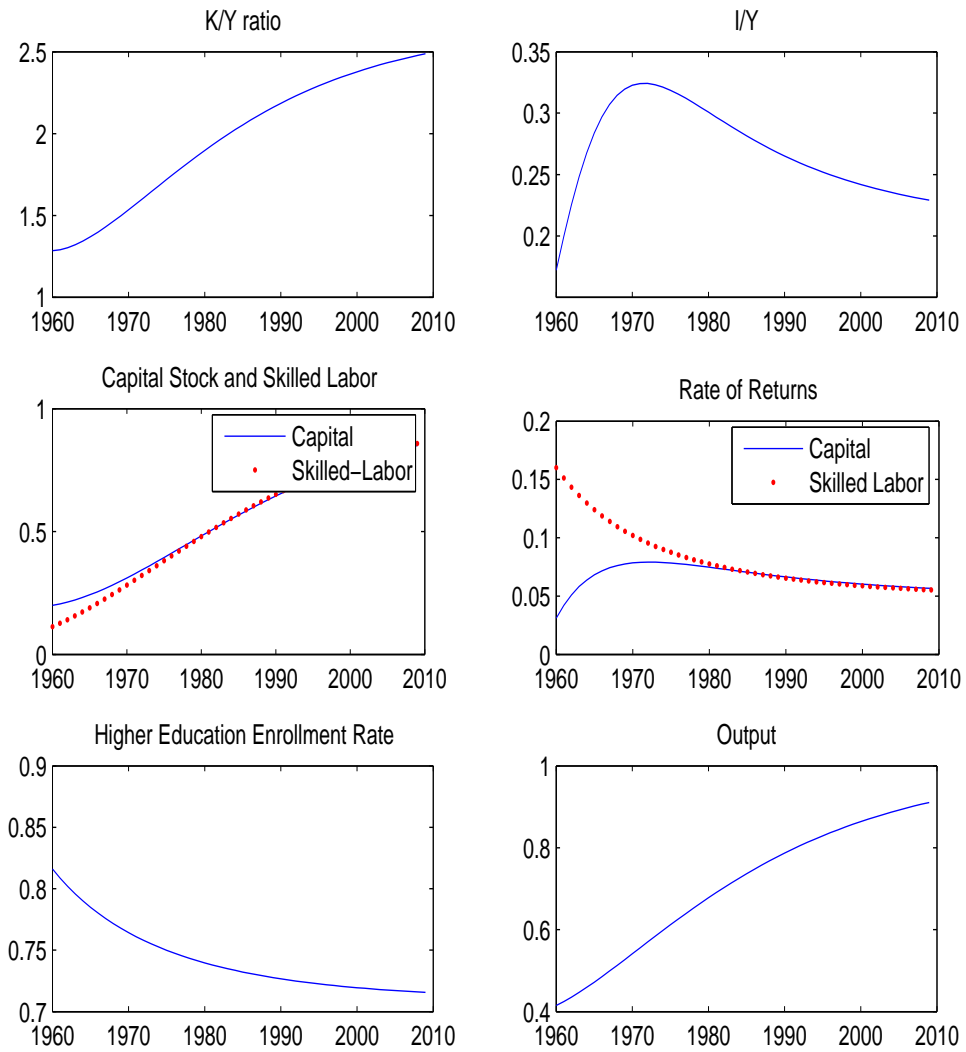 K/Y ratio
2.5
2
1.5
1
1960 1970 1980 1990 2000 2010
I/Y
0.35
0.3
0.25
0.2
1960 1970 1980 1990 2000 2010
Capital Stock and Skilled Labor
1
0.5
0
Capital
Skilled-Labor
1960 1970 1980 1990 2000 2010
Rate of Returns
0.2
0.15
0.1
0.05
0
Capital
Skilled Labor
1960 1970 1980 1990 2000 2010
Higher Education Enrollment Rate
0.9
0.85
0.8
0.75
0.7
1960 1970 1980 1990 2000 2010
Output
1
0.8
0.6
0.4
1960 1970 1980 1990 2000 2010